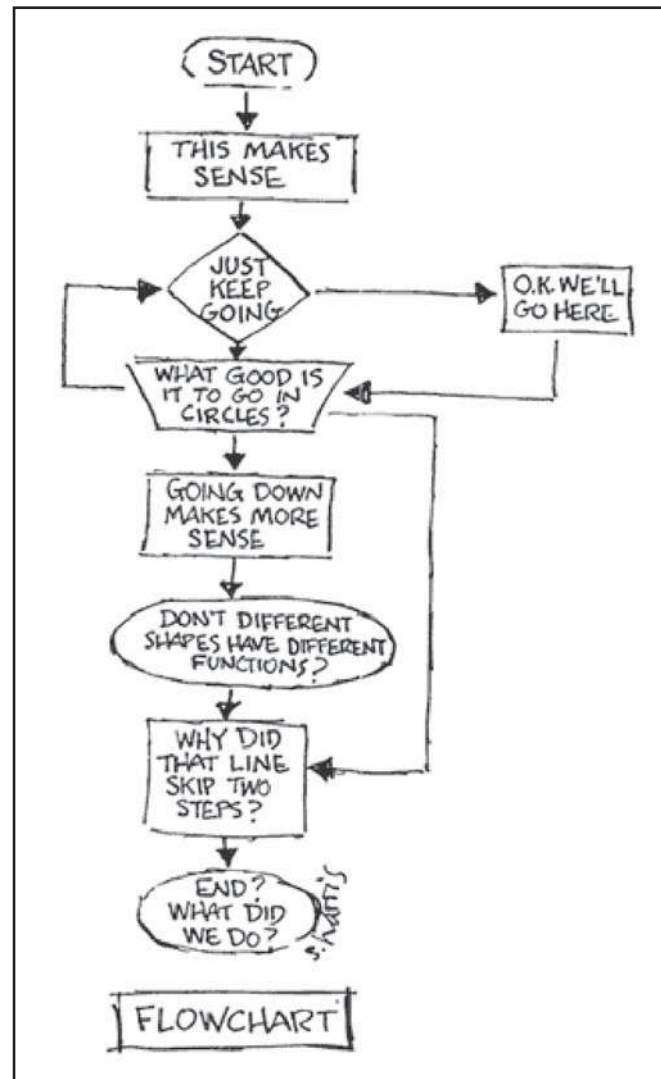 START
THIS MAKES
SENSE
JUST
KEEP
GOING
O.K. WE'LL
GO HERE
WHAT GOOD IS
IT TO GO IN
CIRCLES?
GOING DOWN
MAKES MORE
SENSE
DON'T DIFFERENT
SHAPES HAVE DIFFERENT
FUNCTIONS?
WHY DID
THAT LINE
SKIP TWO
STEPS?
END?
WHAT DID
WE DO?
s.harris
FLOWCHART